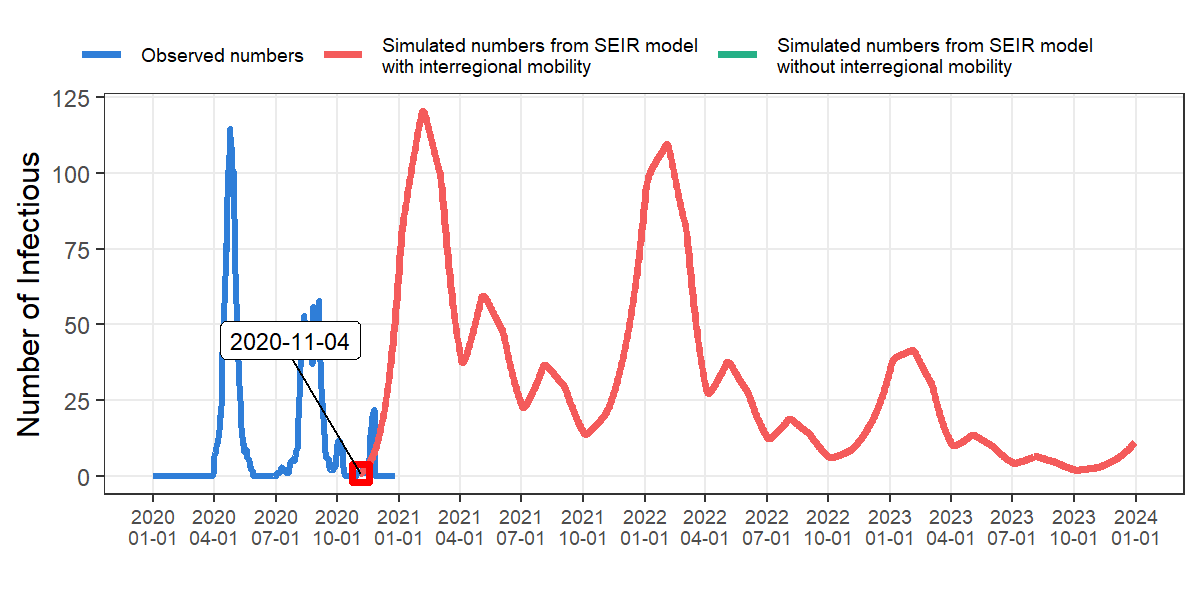 Observed numbers
Simulated numbers from SEIR model
with interregional mobility
Simulated numbers from SEIR model
without interregional mobility
Number of Infectious
125
100
75
50
25
0
2020-11-04
2020 2020 2020 2020 2021 2021 2021 2021 2022 2022 2022 2022 2023 2023 2023 2023 2024
01-01 04-01 07-01 10-01 01-01 04-01 07-01 10-01 01-01 04-01 07-01 10-01 01-01 04-01 07-01 10-01 01-01